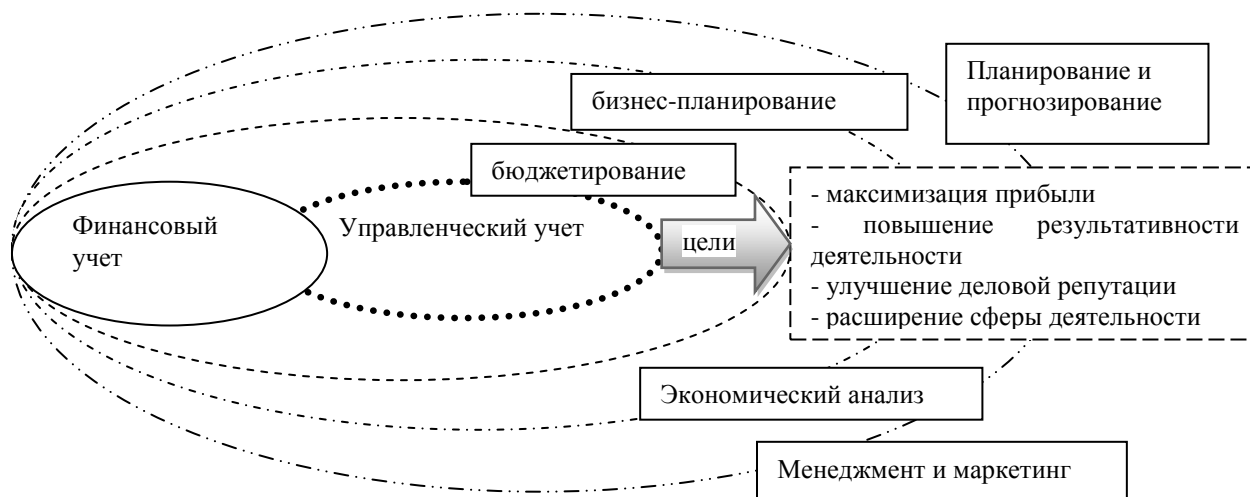 Планирование и
прогнозирование
бизнес-планирование
бюджетирование
Финансовый
учет
Управленческий учет
цели
- максимизация прибыли
- повышение результативности
деятельности
- улучшение деловой репутации
- расширение сферы деятельности
Экономический анализ
Менеджмент и маркетинг